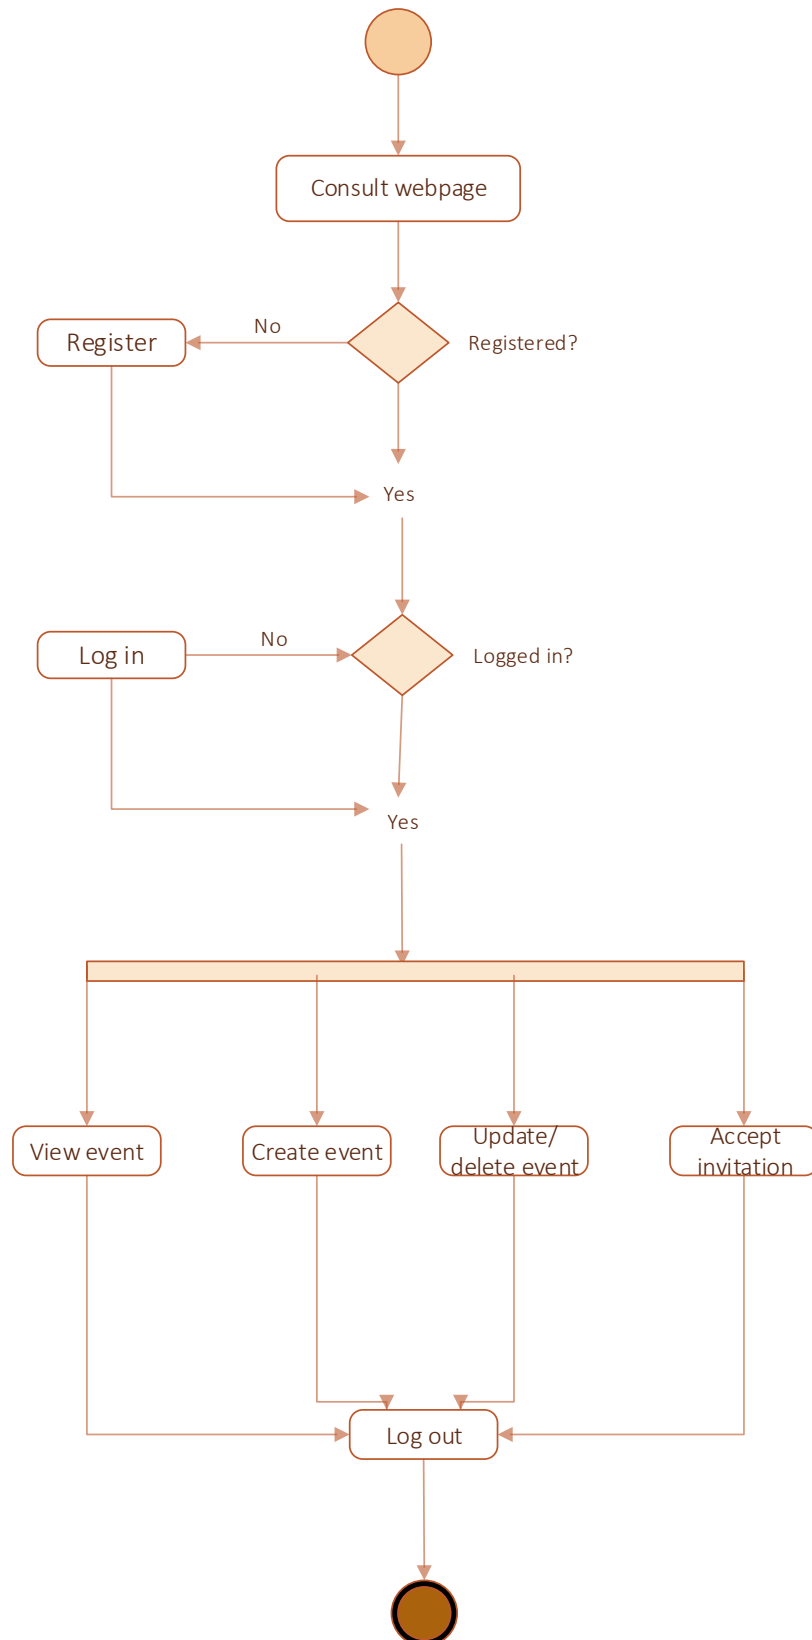 Consult webpage
No
Register
Registered?
Yes
No
Log in
Logged in?
Yes
View event
Create event
Update/
delete event
Accept
invitation
Log out